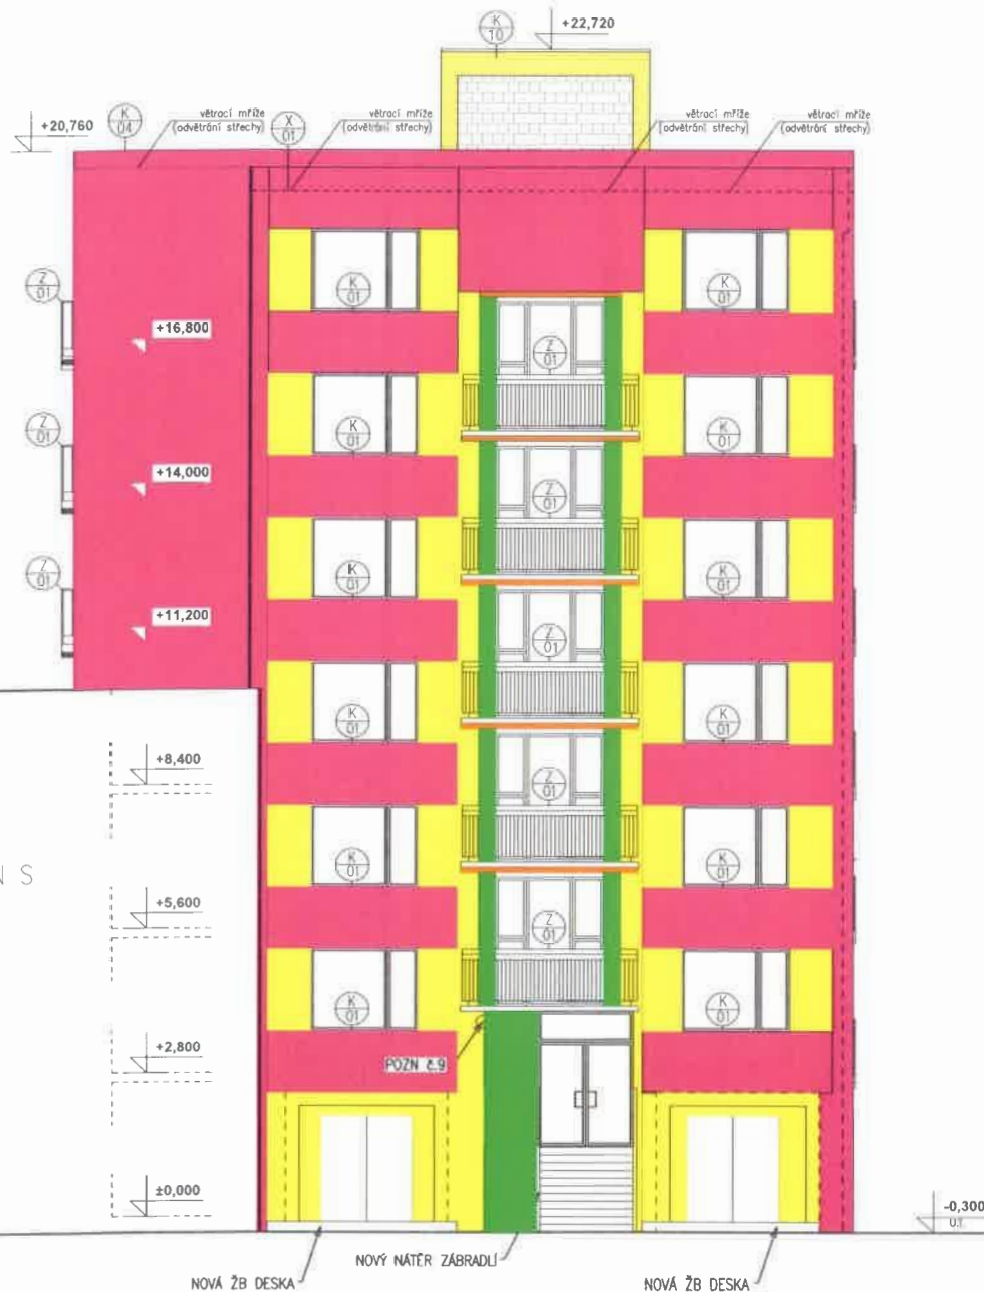 K
10
+22,720
větrací mříže
(odvětrání střechy)
větrací mříže
(odvětrání střechy)
větrací mříže
(odvětrání střechy)
větrací mříže
(odvětrání střechy)
+20,760
K
04
X
01
Z
01
K
01
K
01
+16,800
Z
01
Z
01
K
01
K
01
+14,000
Z
01
Z
01
K
01
K
01
+11,200
Z
01
K
01
K
01
+8,400
Z
01
K
01
K
01
N S
+5,600
Z
01
K
01
K
01
+2,800
POZN č.9
±0,000
-0,300
U.T.
NOVÝ NÁTĚR ZÁBRADLÍ
NOVÁ ŽB DESKA
NOVÁ ŽB DESKA